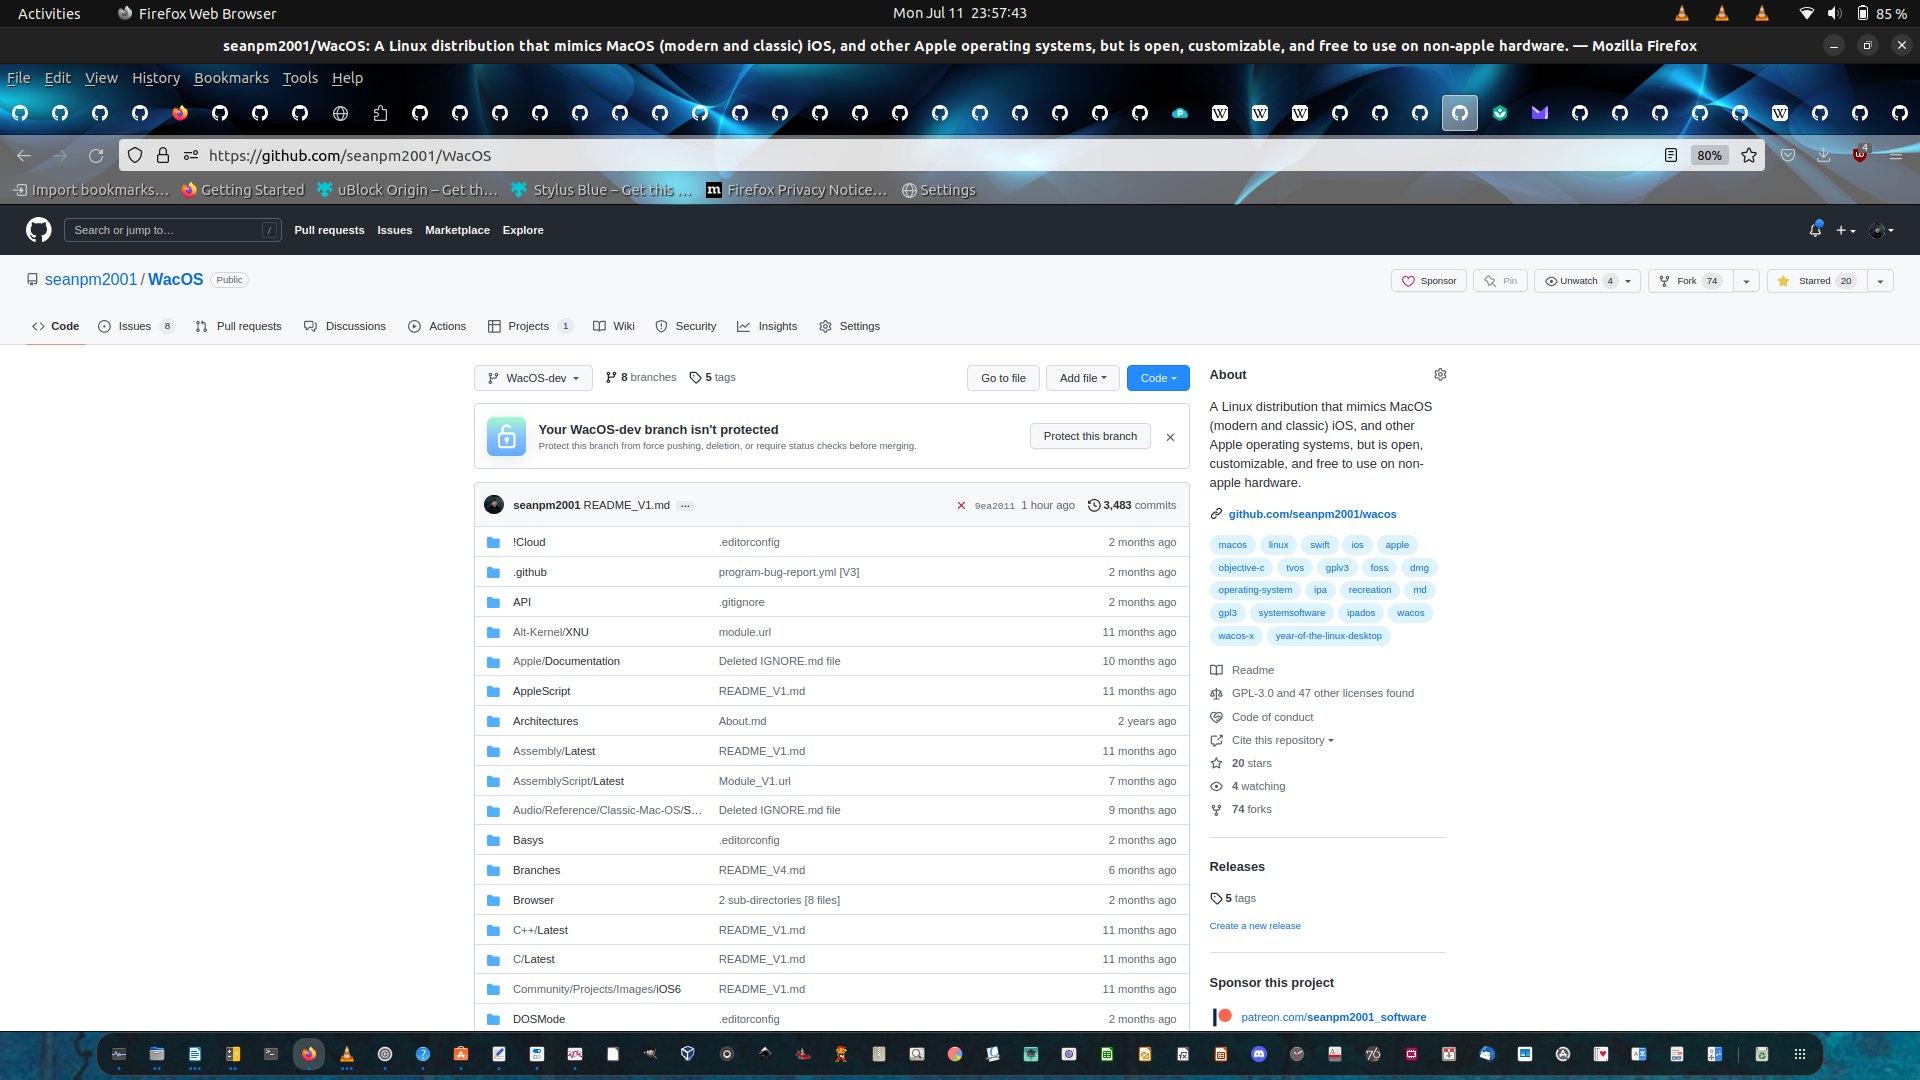 Activities
Firefox Web Browser
Mon Jul 11 23:57:43
85 %
seanpm2001/WacOS: A Linux distribution that mimics MacOS (modern and classic) iOS, and other Apple operating systems, but is open, customizable, and free to use on non-apple hardware. — Mozilla Firefox
File Edit View History Bookmarks Tools Help
https://github.com/seanpm2001/WacOS
80%
4
Import bookmarks…
Getting Started
uBlock Origin – Get th…
Stylus Blue – Get this …
Firefox Privacy Notice…
Settings
Search or jump to…
/
Pull requests Issues Marketplace Explore
seanpm2001 / WacOS Public
Sponsor
Pin
Unwatch 4
Fork 74
Starred 20
Code
Issues 8
Pull requests
Discussions
Actions
Projects 1
Wiki
Security
Insights
Settings
WacOS-dev
8 branches
5 tags
Go to file
Add file
Code
Your WacOS-dev branch isn't protected
Protect this branch from force pushing, deletion, or require status checks before merging.
Protect this branch
seanpm2001 README_V1.md …
9ea2011 1 hour ago
3,483 commits
!Cloud .editorconfig 2 months ago
.github program-bug-report.yml [V3] 2 months ago
API .gitignore 2 months ago
Alt-Kernel/XNU module.url 11 months ago
Apple/Documentation Deleted IGNORE.md file 10 months ago
AppleScript README_V1.md 11 months ago
Architectures About.md 2 years ago
Assembly/Latest README_V1.md 11 months ago
AssemblyScript/Latest Module_V1.url 7 months ago
Audio/Reference/Classic-Mac-OS/S… Deleted IGNORE.md file 9 months ago
Basys .editorconfig 2 months ago
Branches README_V4.md 6 months ago
Browser 2 sub-directories [8 files] 2 months ago
C++/Latest README_V1.md 11 months ago
C/Latest README_V1.md 11 months ago
Community/Projects/Images/iOS6 README_V1.md 11 months ago
DOSMode .editorconfig 2 months ago
About
A Linux distribution that mimics MacOS
(modern and classic) iOS, and other
Apple operating systems, but is open,
customizable, and free to use on non-
apple hardware.
github.com/seanpm2001/wacos
macos linux swift ios apple
objective-c tvos gplv3 foss dmg
operating-system ipa recreation md
gpl3 systemsoftware ipados wacos
wacos-x year-of-the-linux-desktop
Readme
GPL-3.0 and 47 other licenses found
Code of conduct
Cite this repository
20 stars
4 watching
74 forks
Releases
5 tags
Create a new release
Sponsor this project
patreon.com/seanpm2001_software